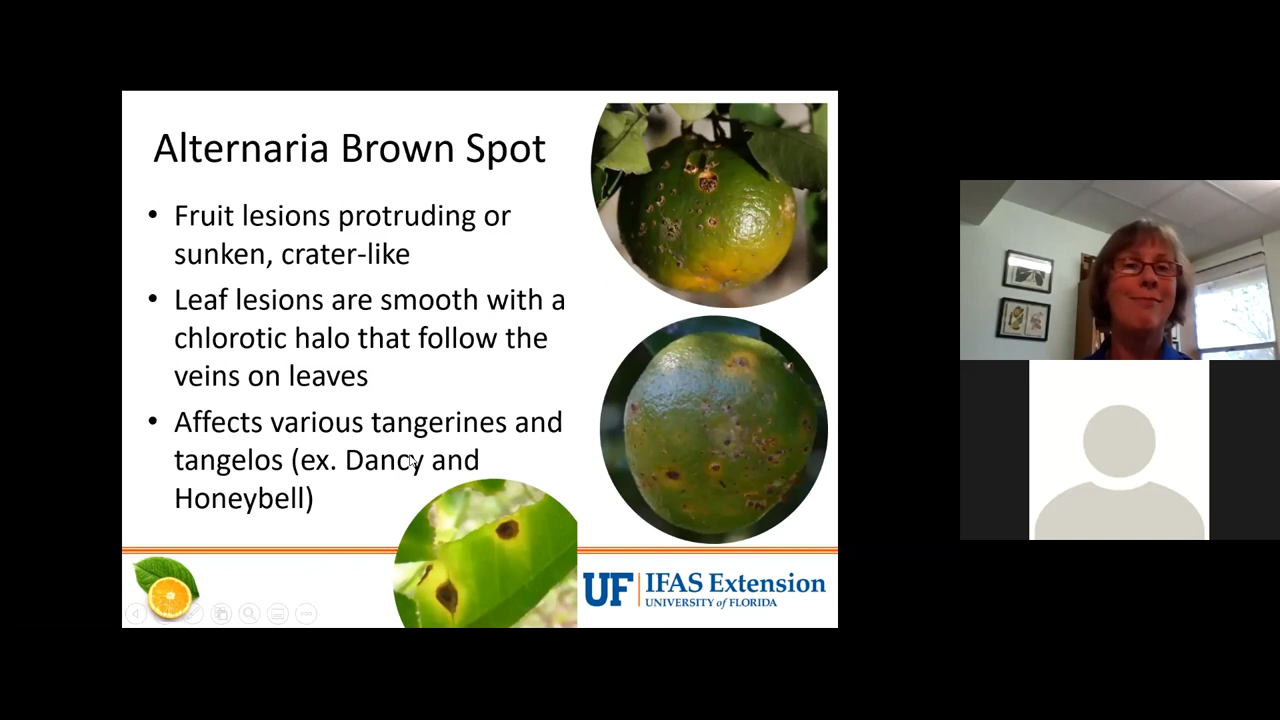 Alternaria Brown Spot
• Fruit lesions protruding or
sunken, crater-like
• Leaf lesions are smooth with a
chlorotic halo that follow the
veins on leaves
• Affects various tangerines and
tangelos (ex. Dancy and
Honeybell)
UF IFAS Extension
UNIVERSITY of FLORIDA